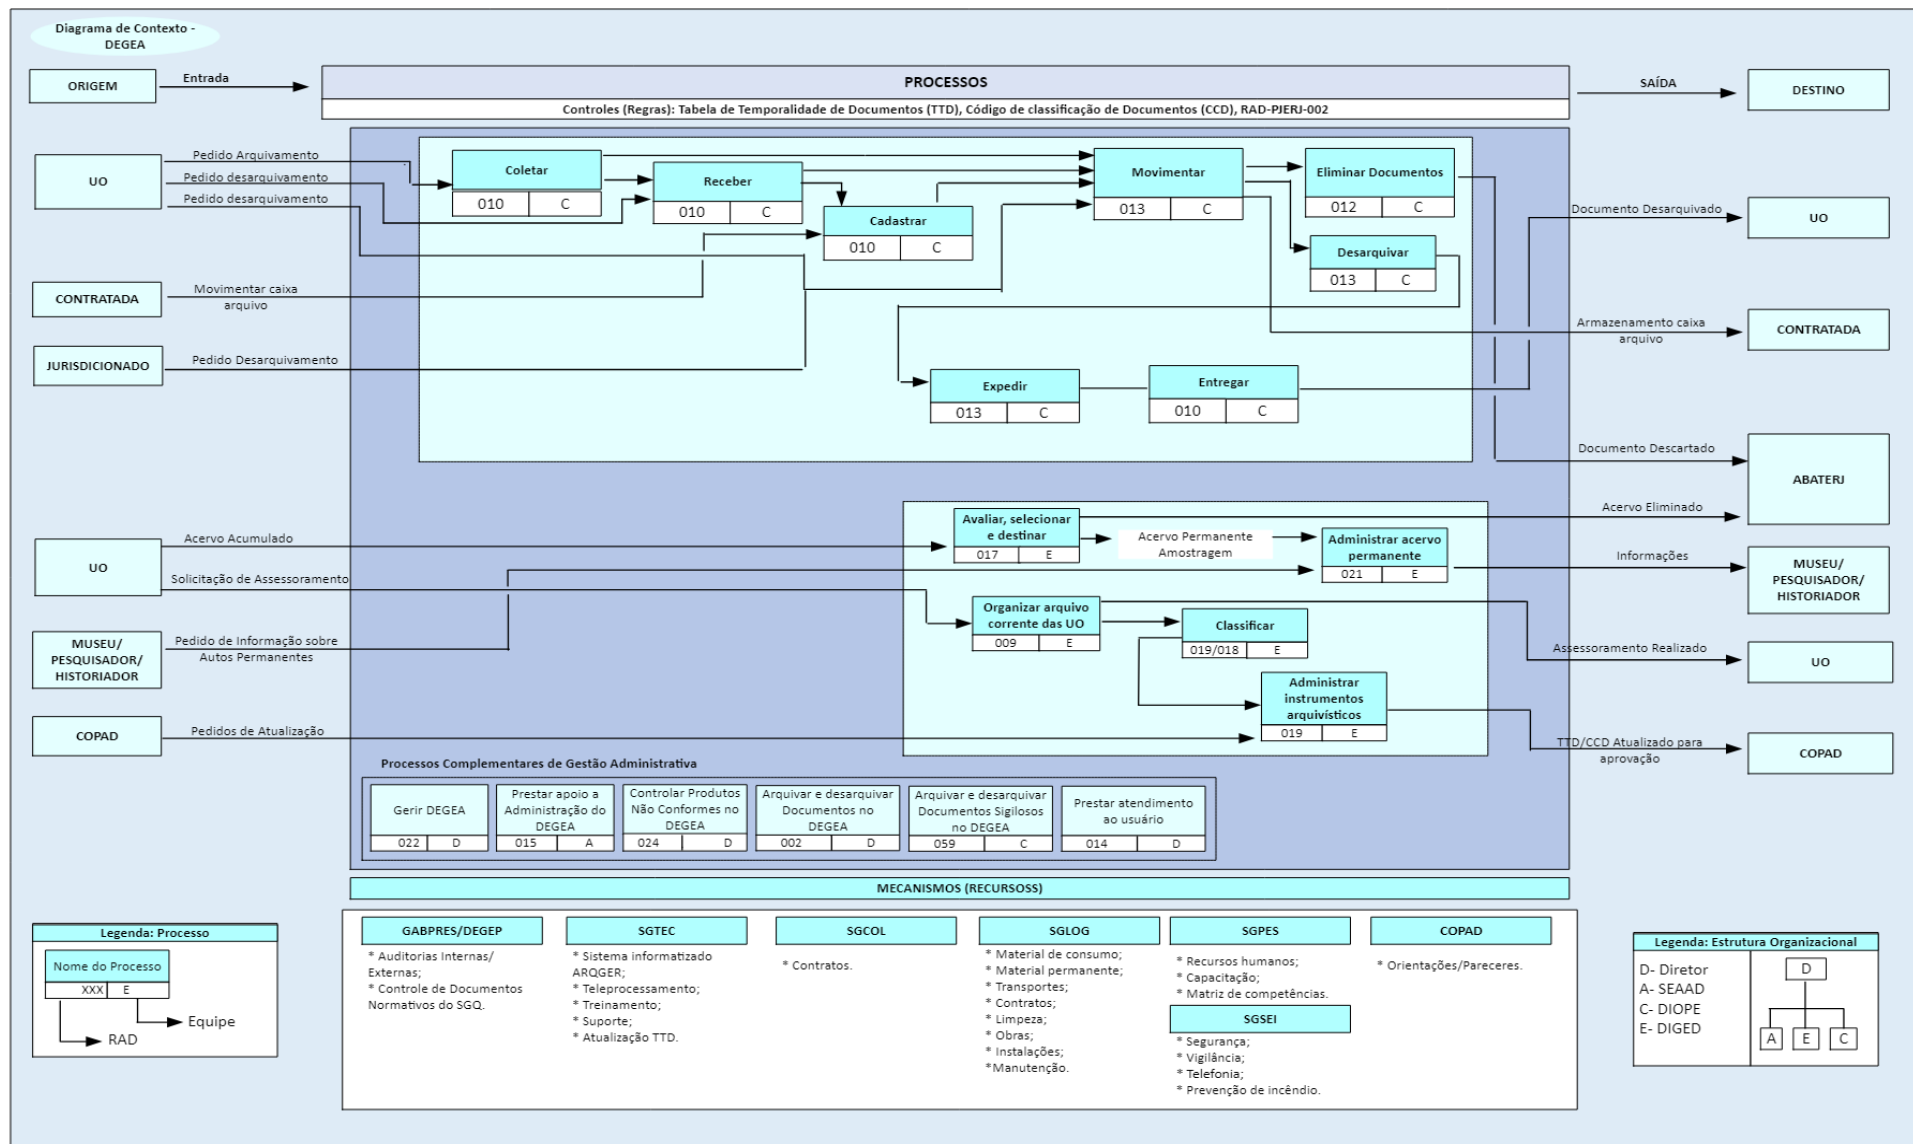 Diagrama de Contexto -
DEGEA
ORIGEM
Entrada
PROCESSOS
SAÍDA
DESTINO
Controles (Regras): Tabela de Temporalidade de Documentos (TTD), Código de classificação de Documentos (CCD), RAD-PJERJ-002
UO
Pedido Arquivamento
Pedido desarquivamento
Pedido desarquivamento
Coletar
010 C
Receber
010 C
Cadastrar
010 C
Movimentar
013 C
Eliminar Documentos
012 C
Desarquivar
013 C
Documento Desarquivado
UO
CONTRATADA
Movimentar caixa
arquivo
Armazenamento caixa
arquivo
CONTRATADA
JURISDICIONADO
Pedido Desarquivamento
Expedir
013 C
Entregar
010 C
Documento Descartado
ABATERJ
Acervo Eliminado
UO
Acervo Acumulado
Solicitação de Assessoramento
Avaliar, selecionar
e destinar
017 E
Acervo Permanente
Amostragem
Administrar acervo
permanente
021 E
Informações
MUSEU/
PESQUISADOR/
HISTORIADOR
Organizar arquivo
corrente das UO
009 E
Classificar
019/018 E
MUSEU/
PESQUISADOR/
HISTORIADOR
Pedido de Informação sobre
Autos Permanentes
Assessoramento Realizado
UO
Administrar
instrumentos
arquivísticos
019 E
COPAD
Pedidos de Atualização
TTD/CCD Atualizado para
aprovação
COPAD
Processos Complementares de Gestão Administrativa
Gerir DEGEA
022 D
Prestar apoio a
Administração do
DEGEA
015 A
Controlar Produtos
Não Conformes no
DEGEA
024 D
Arquivar e desarquivar
Documentos no
DEGEA
002 D
Arquivar e desarquivar
Documentos Sigilosos
no DEGEA
059 C
Prestar atendimento
ao usuário
014 D
MECANISMOS (RECURSOSS)
Legenda: Processo
Nome do Processo
XXX E
Equipe
RAD
GABPRES/DEGEP
* Auditorias Internas/
Externas;
* Controle de Documentos
Normativos do SGQ.
SGTEC
* Sistema informatizado
ARQGER;
* Teleprocessamento;
* Treinamento;
* Suporte;
* Atualização TTD.
SGCOL
* Contratos.
SGLOG
* Material de consumo;
* Material permanente;
* Transportes;
* Contratos;
* Limpeza;
* Obras;
* Instalações;
*Manutenção.
SGPES
* Recursos humanos;
* Capacitação;
* Matriz de competências.
SGSEI
* Segurança;
* Vigilância;
* Telefonia;
* Prevenção de incêndio.
COPAD
* Orientações/Pareceres.
Legenda: Estrutura Organizacional
D- Diretor
A- SEAAD
C- DIOPE
E- DIGED
D
A E C